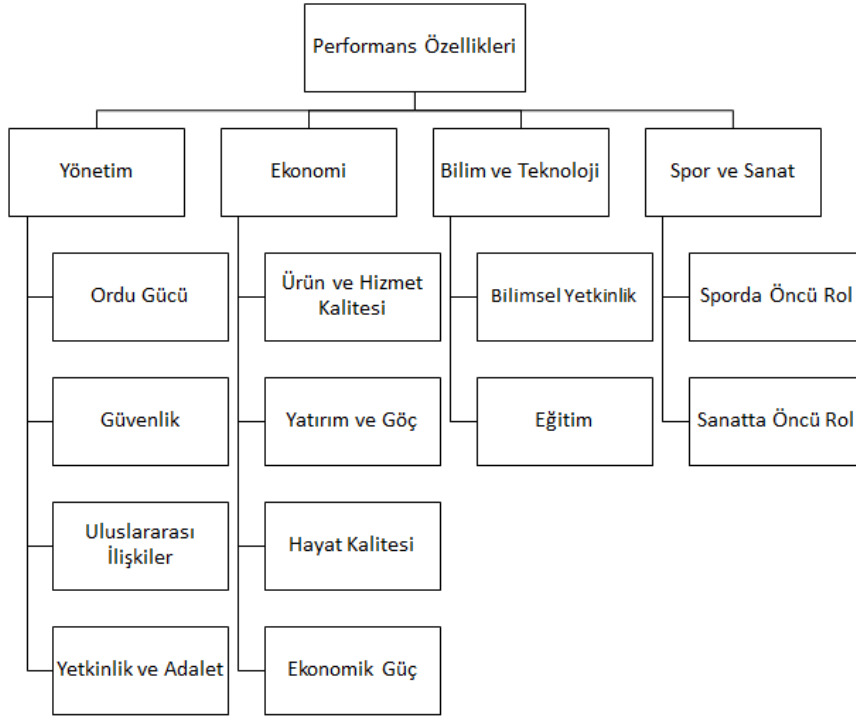 Performans Özellikleri
Yönetim
Ekonomi
Bilim ve Teknoloji
Spor ve Sanat
Ordu Gücü
Ürün ve Hizmet
Kalitesi
Bilimsel Yetkinlik
Sporda Öncü Rol
Güvenlik
Yatırım ve Göç
Eğitim
Sanatta Öncü Rol
Uluslararası
İlişkiler
Hayat Kalitesi
Yetkinlik ve Adalet
Ekonomik Güç